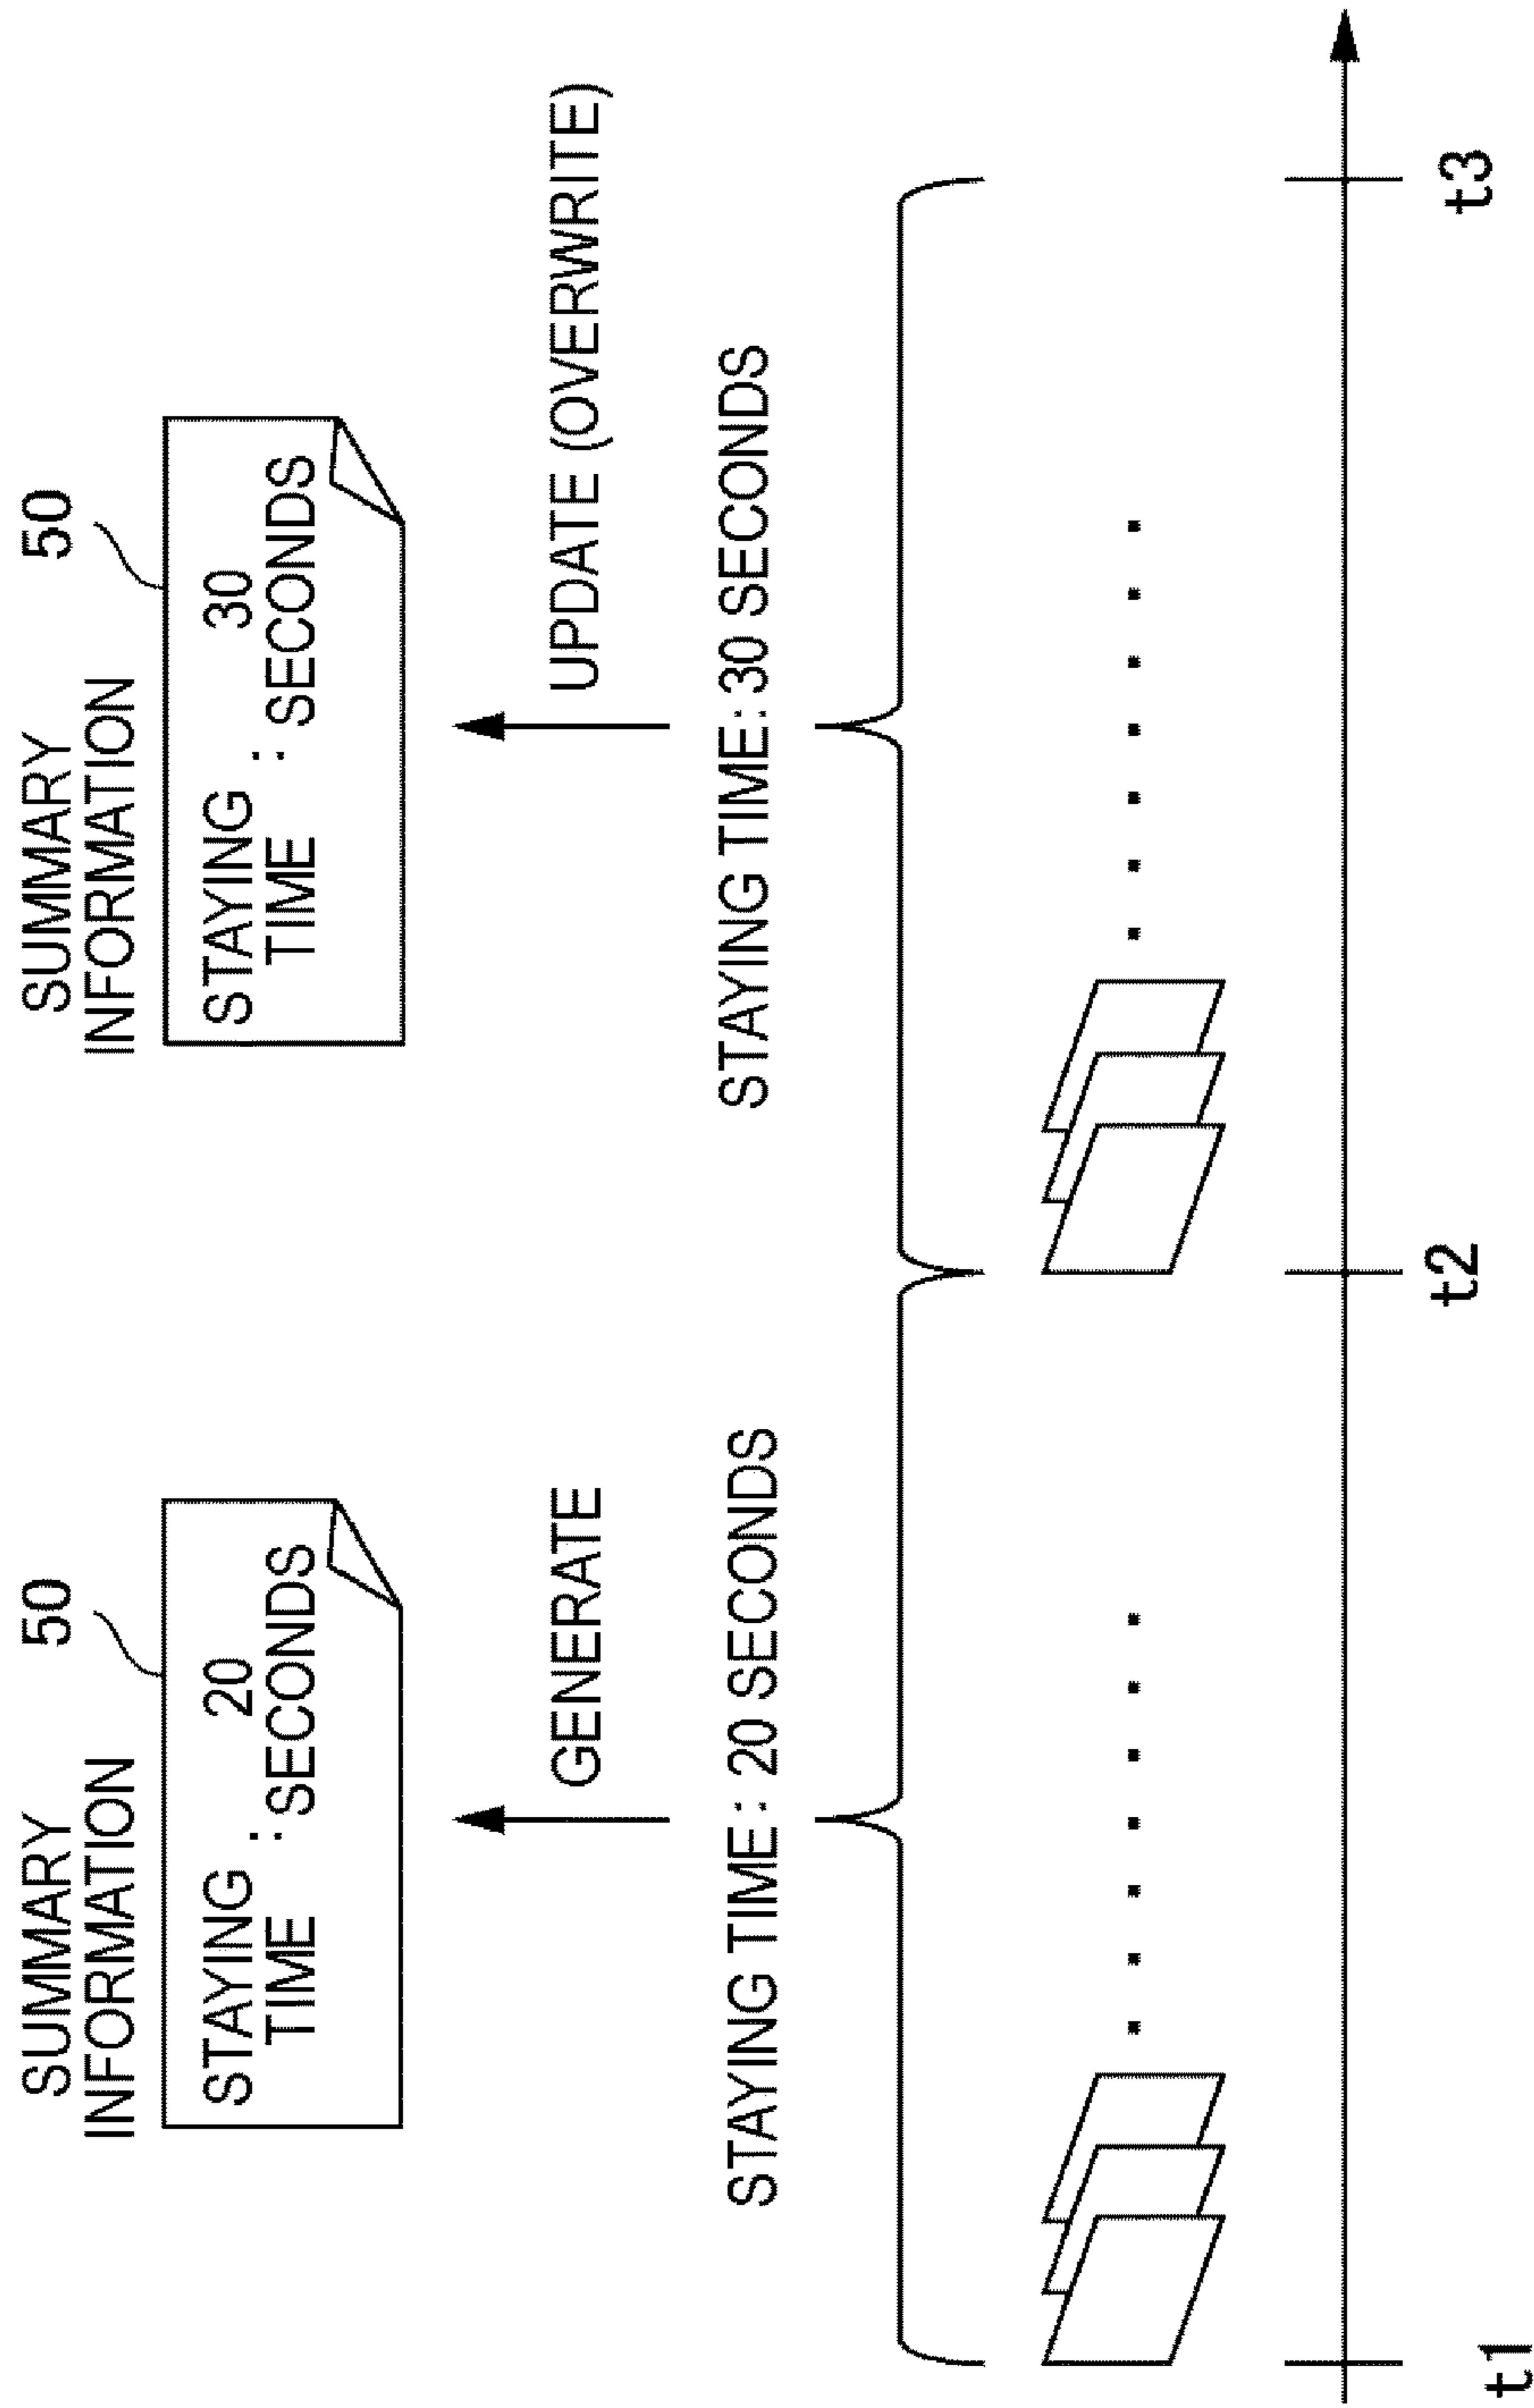 SUMMARY
INFORMATION
50
STAYING : 20
TIME SECONDS
GENERATE
STAYING TIME : 20 SECONDS
SUMMARY
INFORMATION
50
STAYING : 30
TIME SECONDS
UPDATE (OVERWRITE)
STAYING TIME: 30 SECONDS
t1
t2
t3